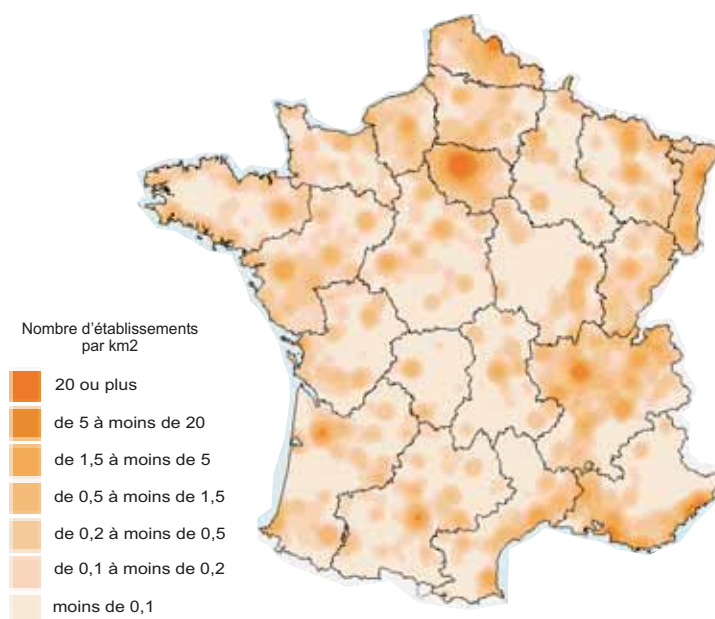 Nombre d'établissements
par km2
20 ou plus
de 5 à moins de 20
de 1,5 à moins de 5
de 0,5 à moins de 1,5
de 0,2 à moins de 0,5
de 0,1 à moins de 0,2
moins de 0,1